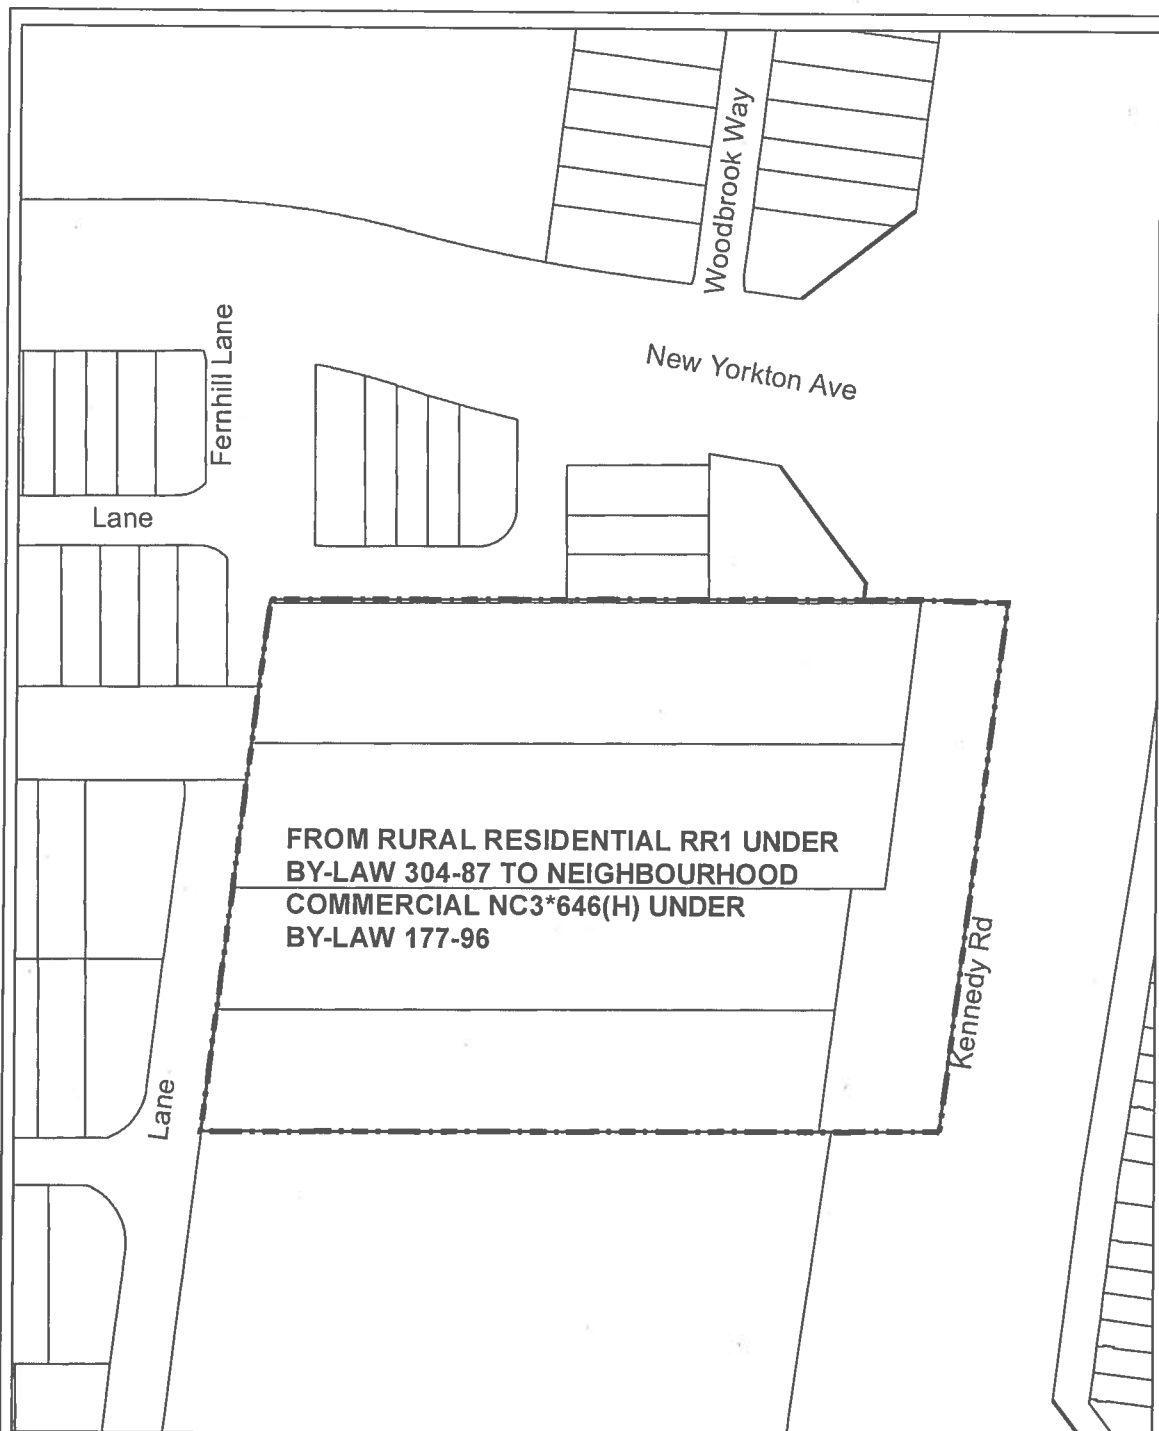 Woodbrook Way
New Yorkton Ave
Fernhill Lane
Lane
FROM RURAL RESIDENTIAL RR1 UNDER
BY-LAW 304-87 TO NEIGHBOURHOOD
COMMERCIAL NC3*646(H) UNDER
BY-LAW 177-96
Kennedy Rd
Lane